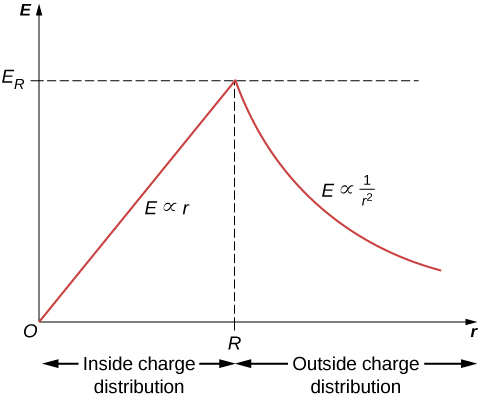 E
E_R
E ∝ r
E ∝ 1/r²
O
R
r
Inside charge
distribution
Outside charge
distribution